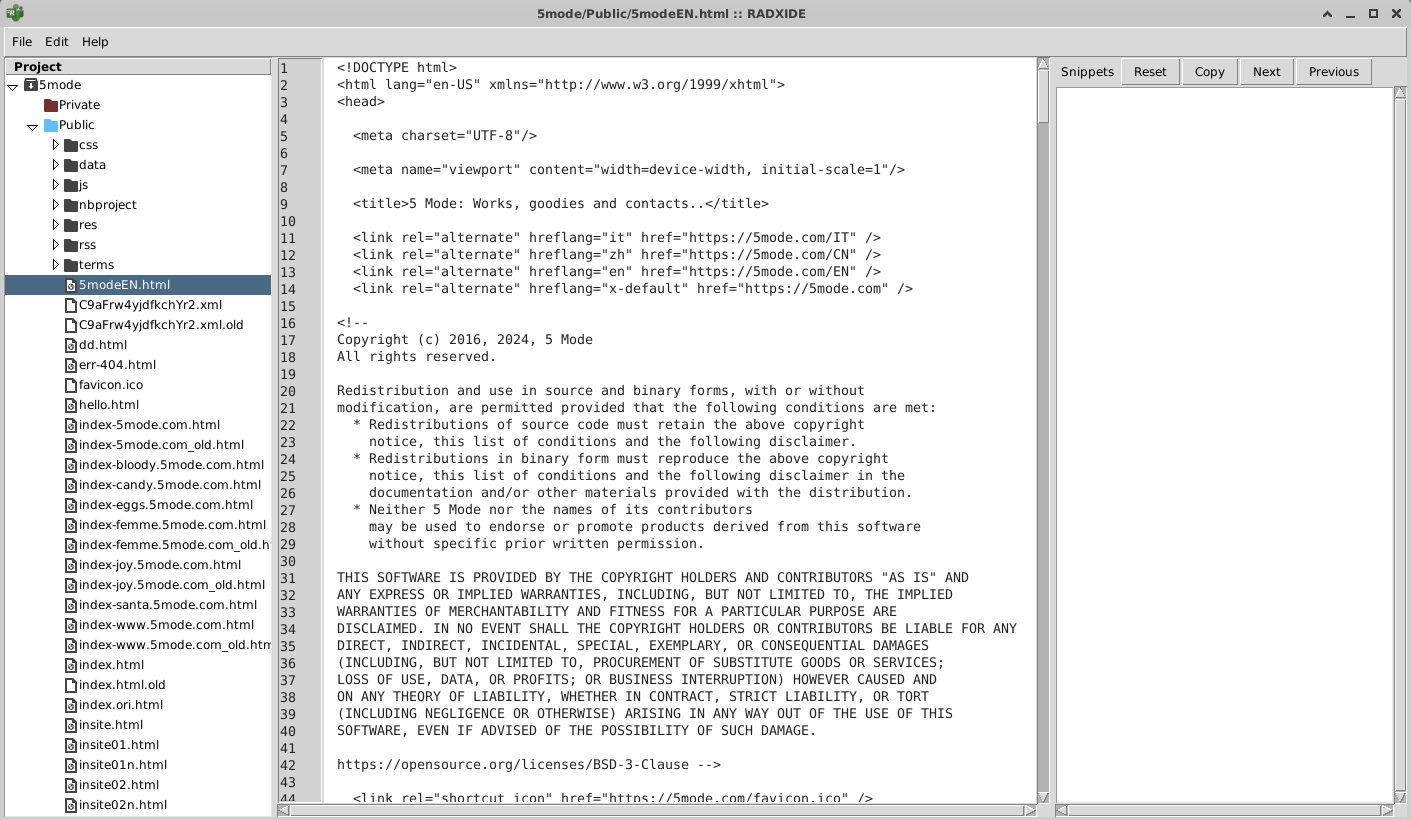 5mode/Public/5modeEN.html :: RADXIDE
File Edit Help
Project
5mode
Private
Public
css
data
js
nbproject
res
rss
terms
5modeEN.html
C9aFrw4yjdfkchYr2.xml
C9aFrw4yjdfkchYr2.xml.old
dd.html
err-404.html
favicon.ico
hello.html
index-5mode.com.html
index-5mode.com_old.html
index-bloody.5mode.com.html
index-candy.5mode.com.html
index-eggs.5mode.com.html
index-femme.5mode.com.html
index-femme.5mode.com_old.h
index-joy.5mode.com.html
index-joy.5mode.com_old.html
index-santa.5mode.com.html
index-www.5mode.com.html
index-www.5mode.com_old.htm
index.html
index.html.old
index.ori.html
insite.html
insite01.html
insite01n.html
insite02.html
insite02n.html
1 <!DOCTYPE html>
2 <html lang="en-US" xmlns="http://www.w3.org/1999/xhtml">
3 <head>
4
5 <meta charset="UTF-8"/>
6
7 <meta name="viewport" content="width=device-width, initial-scale=1"/>
8
9 <title>5 Mode: Works, goodies and contacts..</title>
10
11 <link rel="alternate" hreflang="it" href="https://5mode.com/IT" />
12 <link rel="alternate" hreflang="zh" href="https://5mode.com/CN" />
13 <link rel="alternate" hreflang="en" href="https://5mode.com/EN" />
14 <link rel="alternate" hreflang="x-default" href="https://5mode.com" />
15
16 <!--
17 Copyright (c) 2016, 2024, 5 Mode
18 All rights reserved.
19
20 Redistribution and use in source and binary forms, with or without
21 modification, are permitted provided that the following conditions are met:
22 * Redistributions of source code must retain the above copyright
23 notice, this list of conditions and the following disclaimer.
24 * Redistributions in binary form must reproduce the above copyright
25 notice, this list of conditions and the following disclaimer in the
26 documentation and/or other materials provided with the distribution.
27 * Neither 5 Mode nor the names of its contributors
28 may be used to endorse or promote products derived from this software
29 without specific prior written permission.
30
31 THIS SOFTWARE IS PROVIDED BY THE COPYRIGHT HOLDERS AND CONTRIBUTORS "AS IS" AND
32 ANY EXPRESS OR IMPLIED WARRANTIES, INCLUDING, BUT NOT LIMITED TO, THE IMPLIED
33 WARRANTIES OF MERCHANTABILITY AND FITNESS FOR A PARTICULAR PURPOSE ARE
34 DISCLAIMED. IN NO EVENT SHALL THE COPYRIGHT HOLDERS OR CONTRIBUTORS BE LIABLE FOR ANY
35 DIRECT, INDIRECT, INCIDENTAL, SPECIAL, EXEMPLARY, OR CONSEQUENTIAL DAMAGES
36 (INCLUDING, BUT NOT LIMITED TO, PROCUREMENT OF SUBSTITUTE GOODS OR SERVICES;
37 LOSS OF USE, DATA, OR PROFITS; OR BUSINESS INTERRUPTION) HOWEVER CAUSED AND
38 ON ANY THEORY OF LIABILITY, WHETHER IN CONTRACT, STRICT LIABILITY, OR TORT
39 (INCLUDING NEGLIGENCE OR OTHERWISE) ARISING IN ANY WAY OUT OF THE USE OF THIS
40 SOFTWARE, EVEN IF ADVISED OF THE POSSIBILITY OF SUCH DAMAGE.
41
42 https://opensource.org/licenses/BSD-3-Clause -->
43
44 <link rel="shortcut icon" href="https://5mode.com/favicon.ico" />
Snippets Reset Copy Next Previous